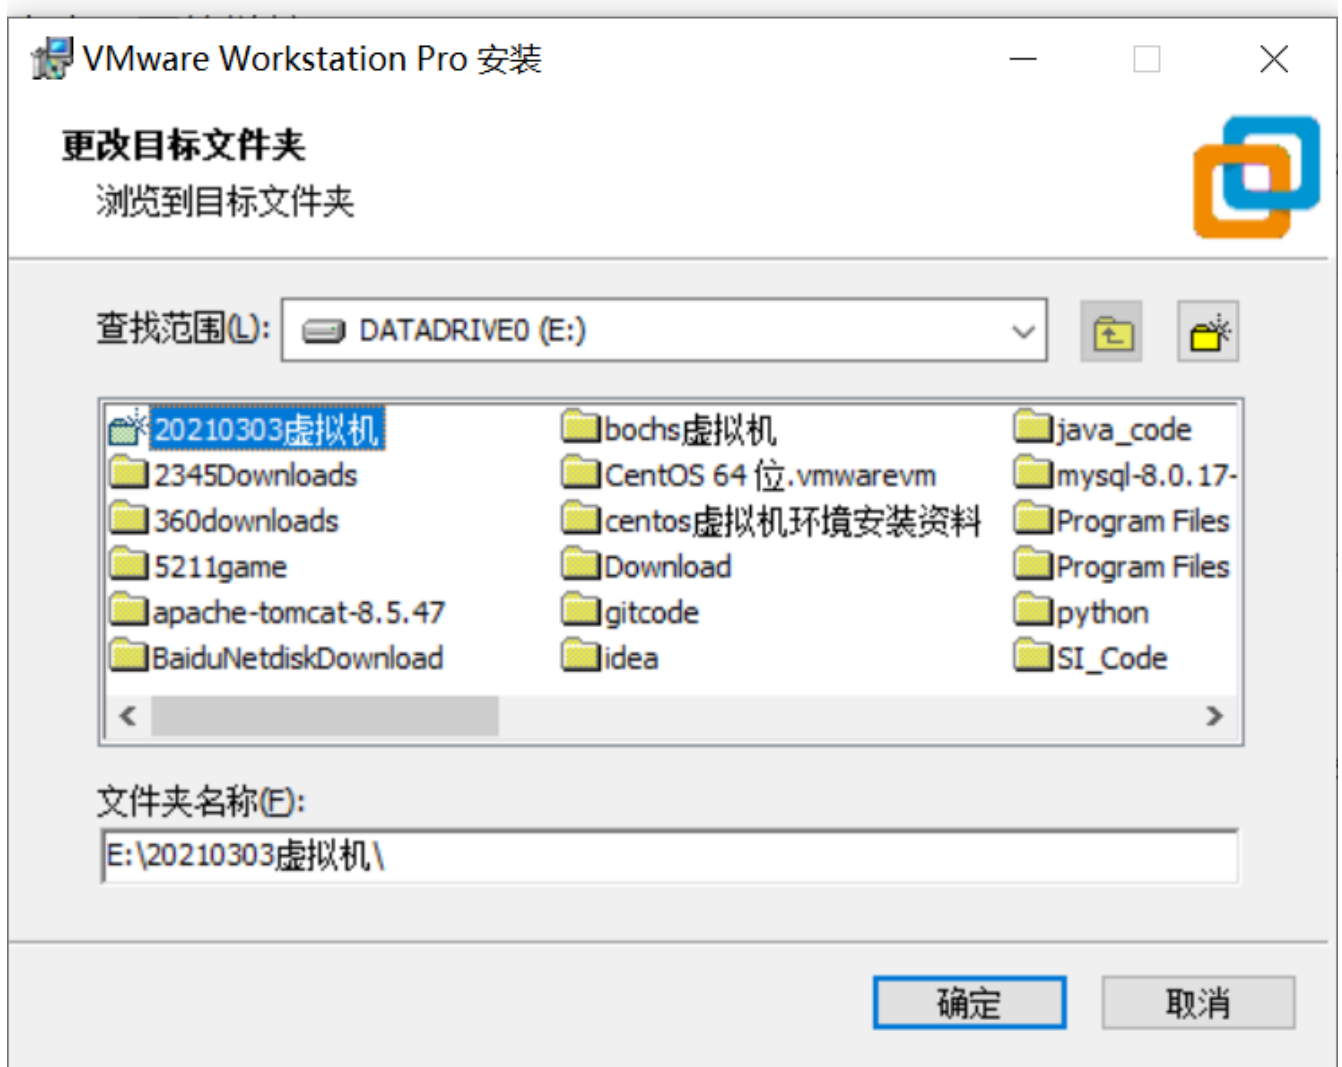 VMware Workstation Pro 安装
更改目标文件夹
浏览到目标文件夹
查找范围(L): DATADRIVE0 (E:)
20210303虚拟机 bochs虚拟机 java_code
2345Downloads CentOS 64 位.vmwarevm mysql-8.0.17-
360downloads centos虚拟机环境安装资料 Program Files
5211game Download Program Files
apache-tomcat-8.5.47 gitcode python
BaiduNetdiskDownload idea SI_Code
文件夹名称(F):
E:\20210303虚拟机\
确定 取消